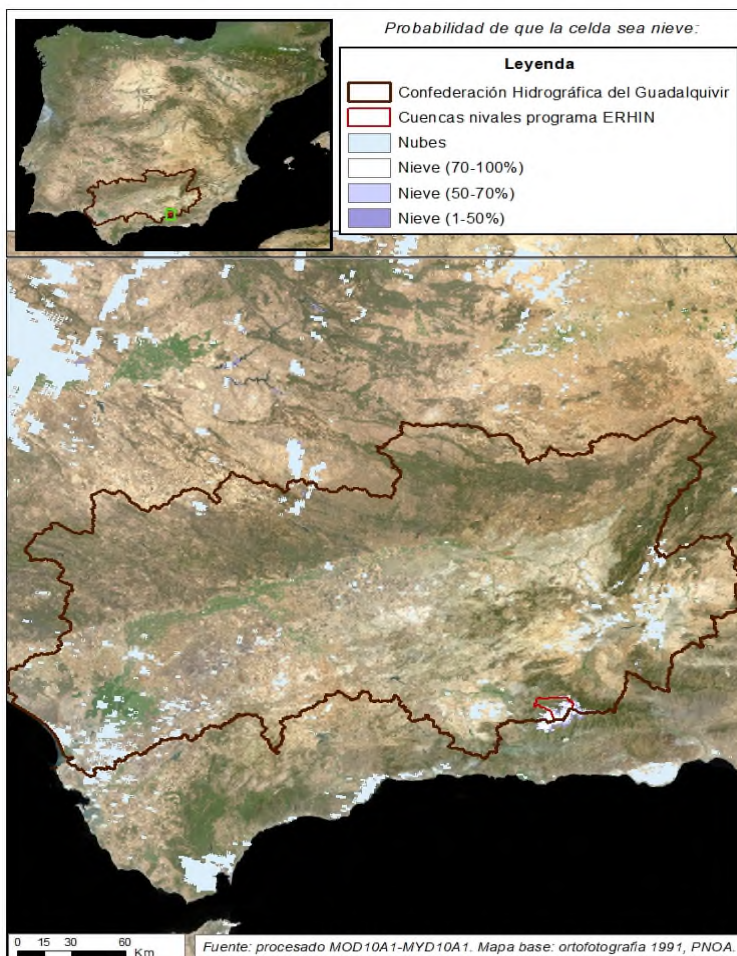 Probabilidad de que la celda sea nieve:
Leyenda
Confederación Hidrográfica del Guadalquivir
Cuencas nivales programa ERHIN
Nubes
Nieve (70-100%)
Nieve (50-70%)
Nieve (1-50%)
0 15 30 60
Km
Fuente: procesado MOD10A1-MYD10A1. Mapa base: ortofotografia 1991, PNOA.